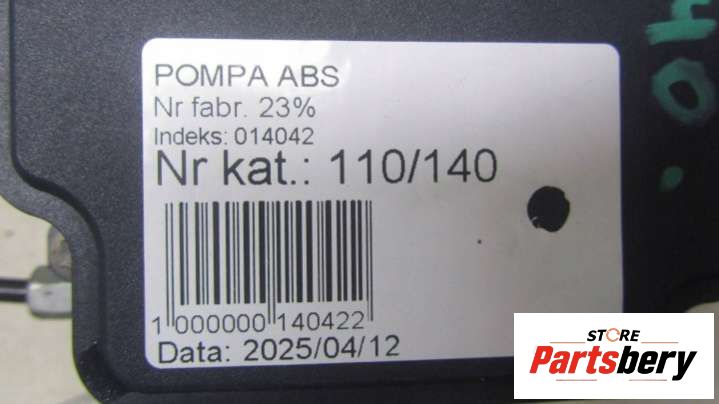 POMPA ABS
Nr fabr. 23%
Indeks: 014042
Nr kat.: 110/140
1 000000 140422
Data: 2025/04/12
STORE
Partsbery